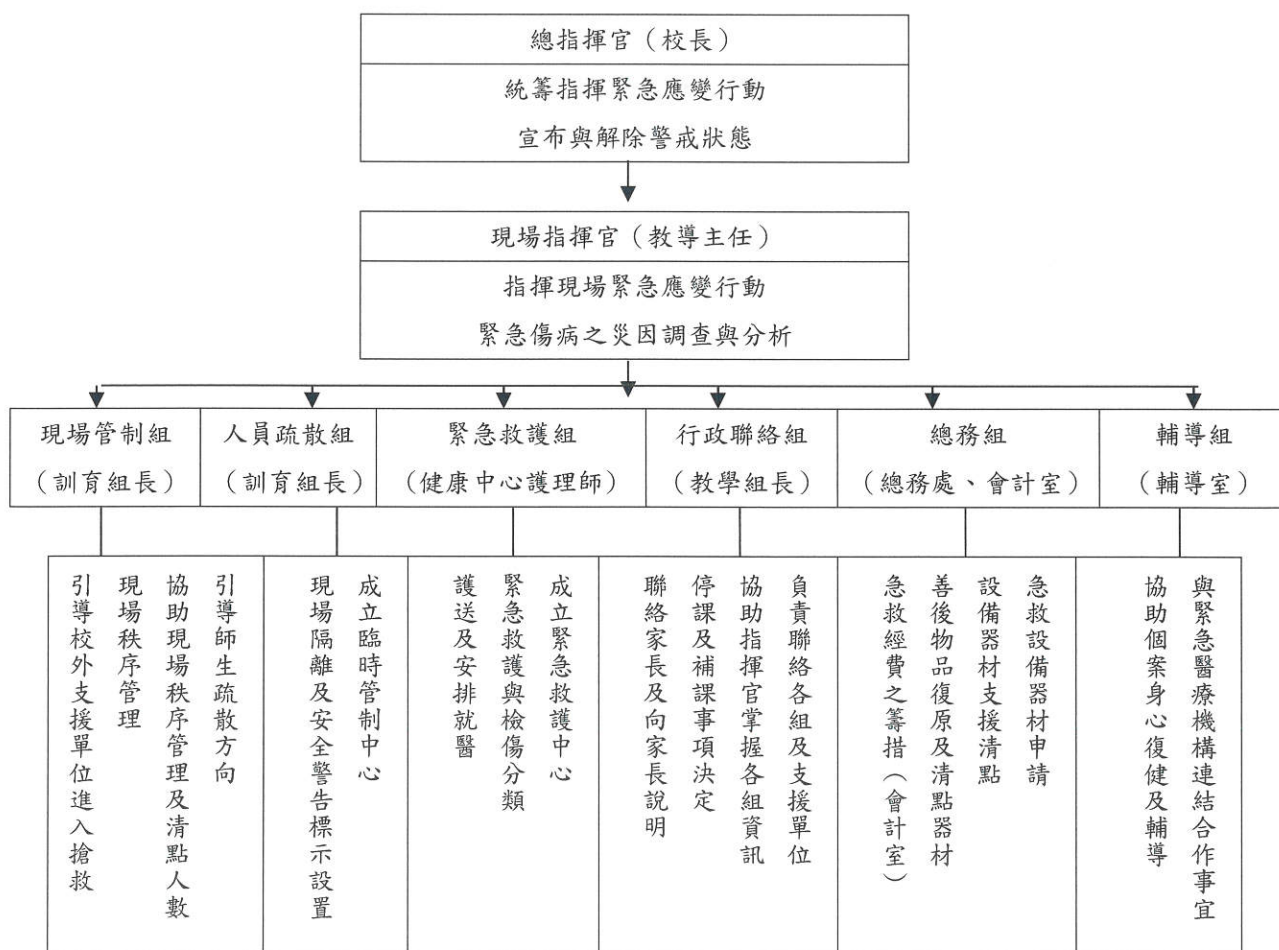 總指揮官（校長）
統籌指揮緊急應變行動
宣布與解除警戒狀態
現場指揮官（教導主任）
指揮現場緊急應變行動
緊急傷病之災因調查與分析
現場管制組
（訓育組長）
人員疏散組
（訓育組長）
緊急救護組
（健康中心護理師）
行政聯絡組
（教學組長）
總務組
（總務處、會計室）
輔導組
（輔導室）
引導師生疏散方向
協助現場秩序管理及清點人數
現場秩序管理
引導校外支援單位進入搶救
成立臨時管制中心
現場隔離及安全警告標示設置
成立緊急救護中心
緊急救護與檢傷分類
護送及安排就醫
負責聯絡各組及支援單位
協助指揮官掌握各組資訊
停課及補課事項決定
聯絡家長及向家長說明
急救設備器材申請
設備器材支援清點
善後物品復原及清點器材
急救經費之籌措（會計室）
與緊急醫療機構連結合作事宜
協助個案身心復健及輔導